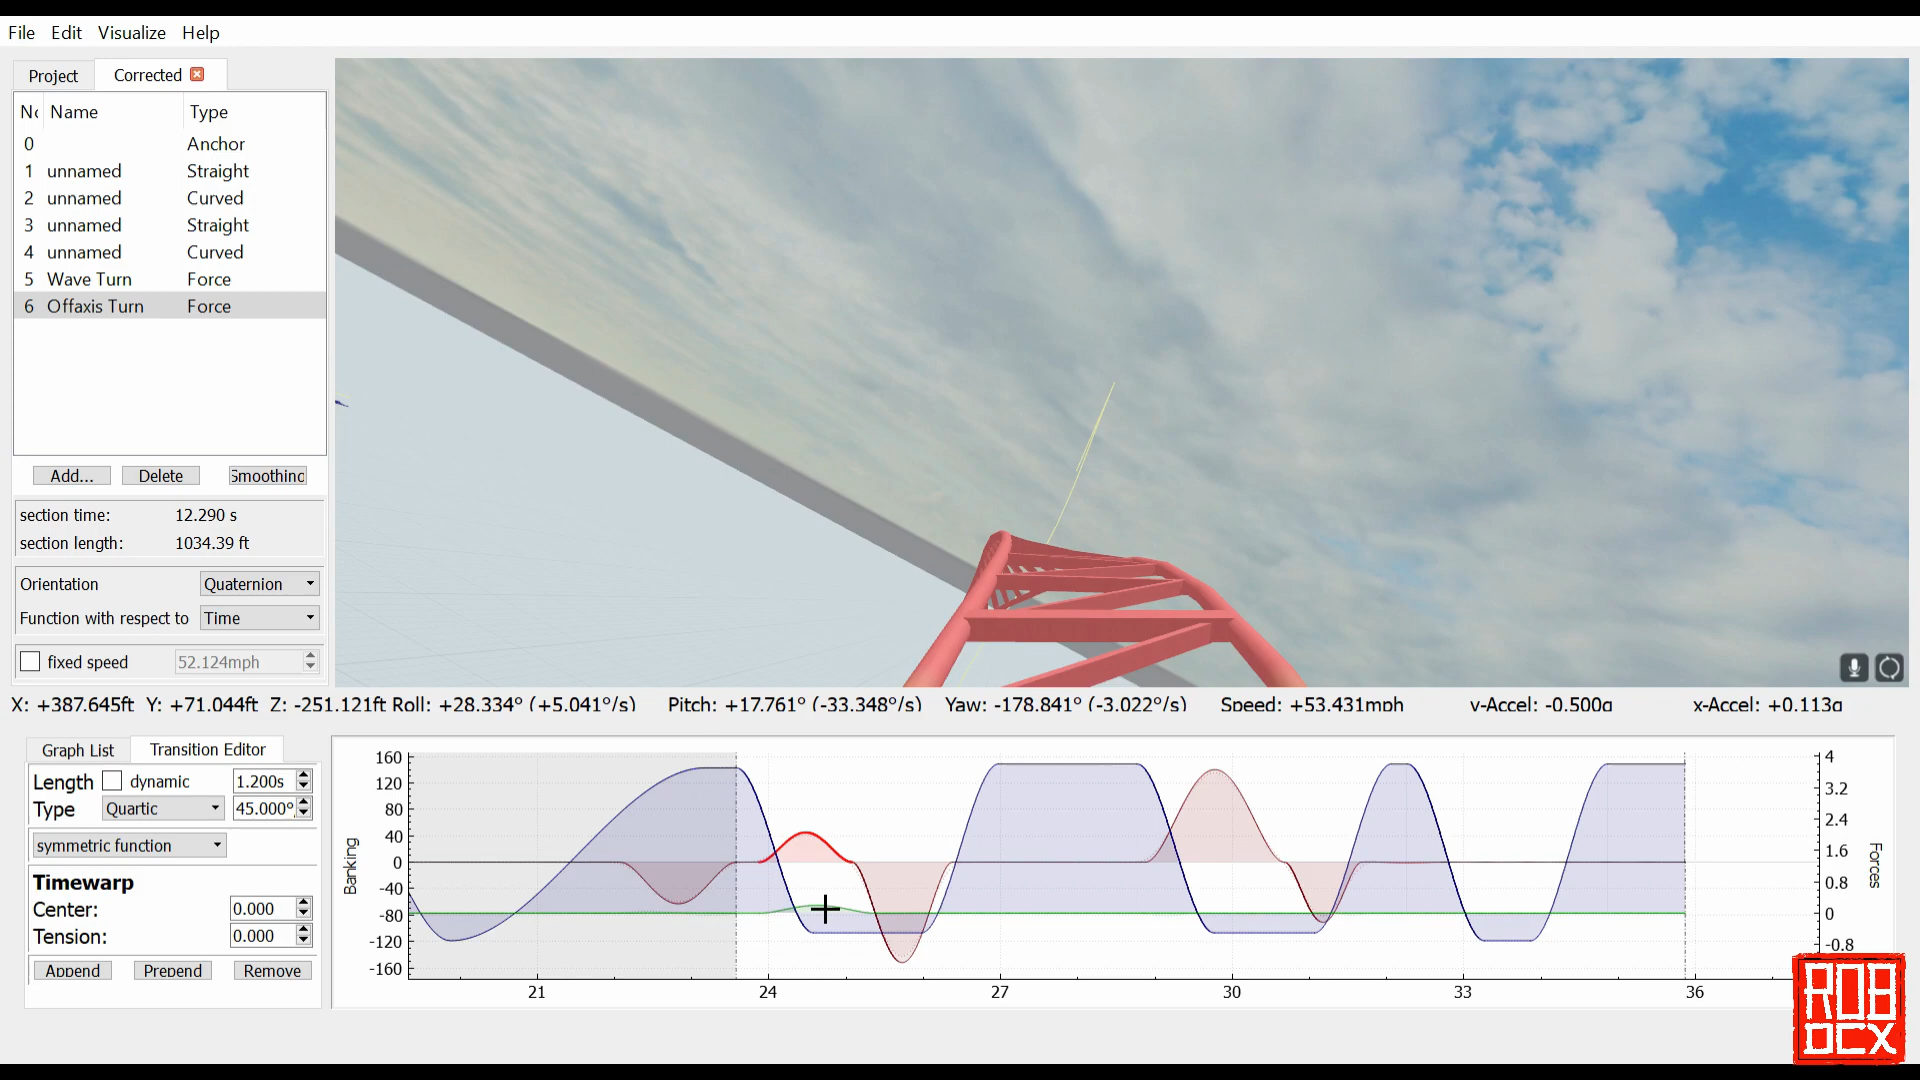 File Edit Visualize Help
Project Corrected
Nc Name Type
0 Anchor
1 unnamed Straight
2 unnamed Curved
3 unnamed Straight
4 unnamed Curved
5 Wave Turn Force
6 Offaxis Turn Force
Add... Delete Smoothing
section time: 12.290 s
section length: 1034.39 ft
Orientation Quaternion
Function with respect to Time
fixed speed 52.124mph
X: +387.645ft Y: +71.044ft Z: -251.121ft Roll: +28.334° (+5.041°/s) Pitch: +17.761° (-33.348°/s) Yaw: -178.841° (-3.022°/s) Speed: +53.431mph y-Accel: -0.500g x-Accel: +0.113g
Graph List Transition Editor
Length dynamic 1.200s
Type Quartic 45.000°
symmetric function
Timewarp
Center: 0.000
Tension: 0.000
Append Prepend Remove
Banking
160
120
80
40
0
-40
-80
-120
-160
21 24 27 30 33 36
4
3.2
2.4
1.6
0.8
0
-0.8
Forces
ROB
DCX